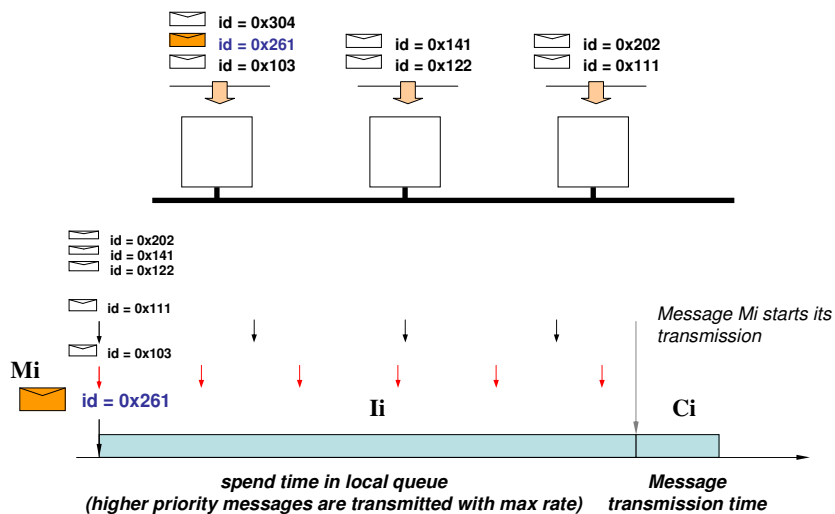 id = 0x304
id = 0x261
id = 0x103
id = 0x141
id = 0x122
id = 0x202
id = 0x111
id = 0x202
id = 0x141
id = 0x122
id = 0x111
Message Mi starts its
transmission
id = 0x103
Mi
id = 0x261
Ii
Ci
spend time in local queue
(higher priority messages are transmitted with max rate)
Message
transmission time